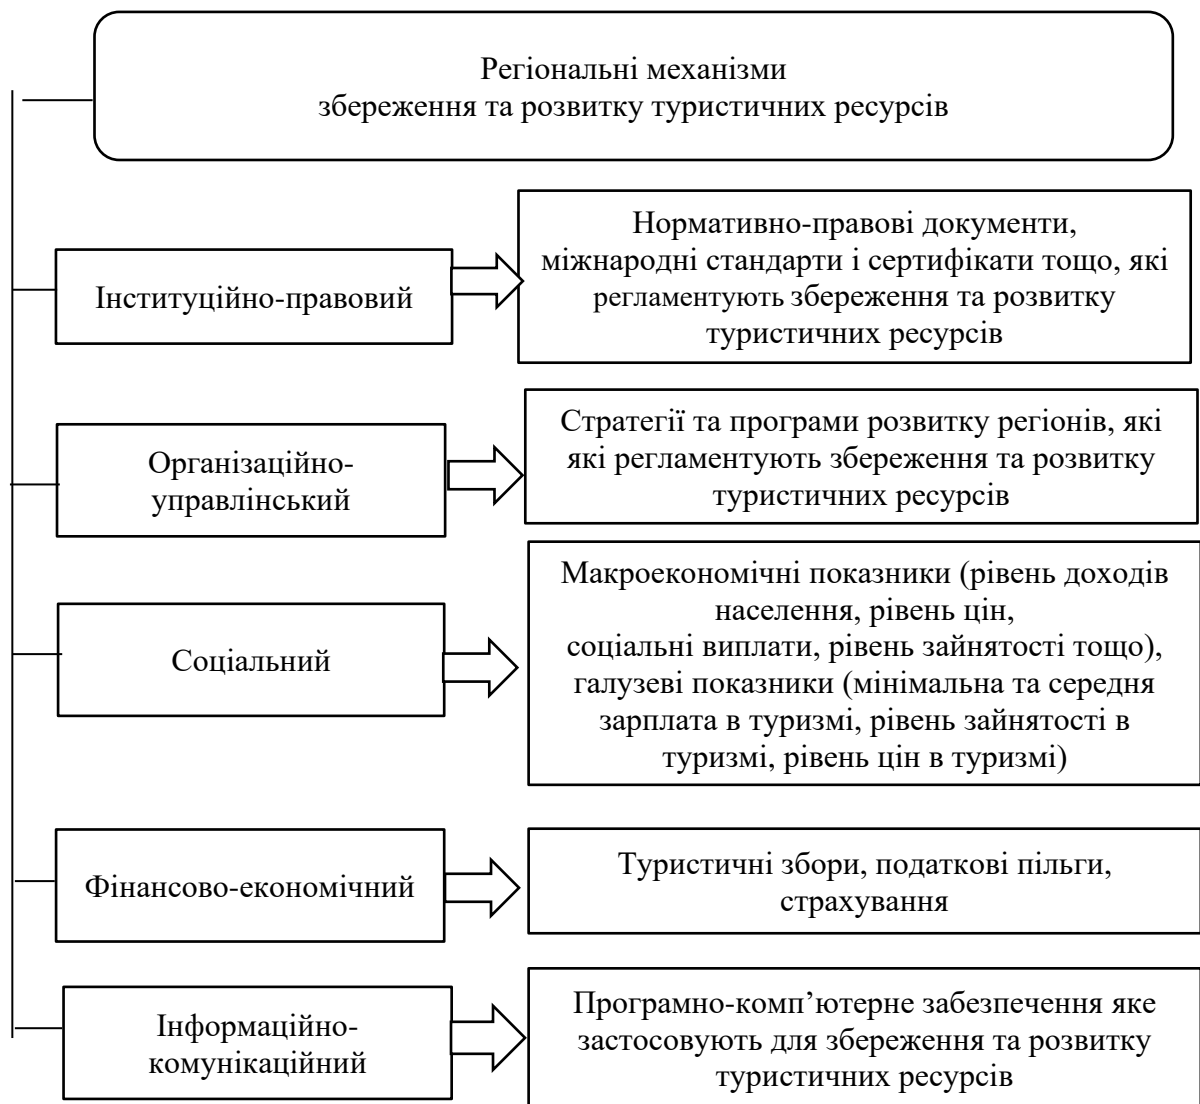 Регіональні механізми
збереження та розвитку туристичних ресурсів
Інституційно-правовий
Нормативно-правові документи,
міжнародні стандарти і сертифікати тощо, які
регламентують збереження та розвитку
туристичних ресурсів
Організаційно-
управлінський
Стратегії та програми розвитку регіонів, які
які регламентують збереження та розвитку
туристичних ресурсів
Соціальний
Макроекономічні показники (рівень доходів
населення, рівень цін,
соціальні виплати, рівень зайнятості тощо),
галузеві показники (мінімальна та середня
зарплата в туризмі, рівень зайнятості в
туризмі, рівень цін в туризмі)
Фінансово-економічний
Туристичні збори, податкові пільги,
страхування
Інформаційно-
комунікаційний
Програмно-комп’ютерне забезпечення яке
застосовують для збереження та розвитку
туристичних ресурсів